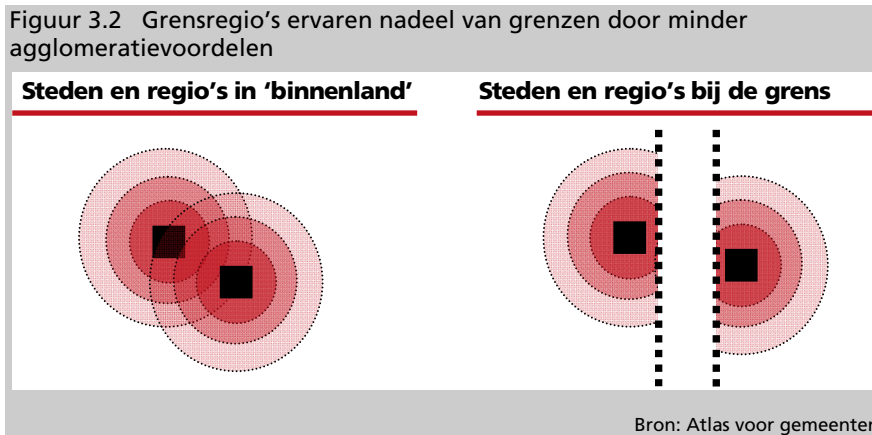 Figuur 3.2 Grensregio's ervaren nadeel van grenzen door minder
agglomeratievoordelen
Steden en regio's in 'binnenland'
Steden en regio's bij de grens
Bron: Atlas voor gemeenten